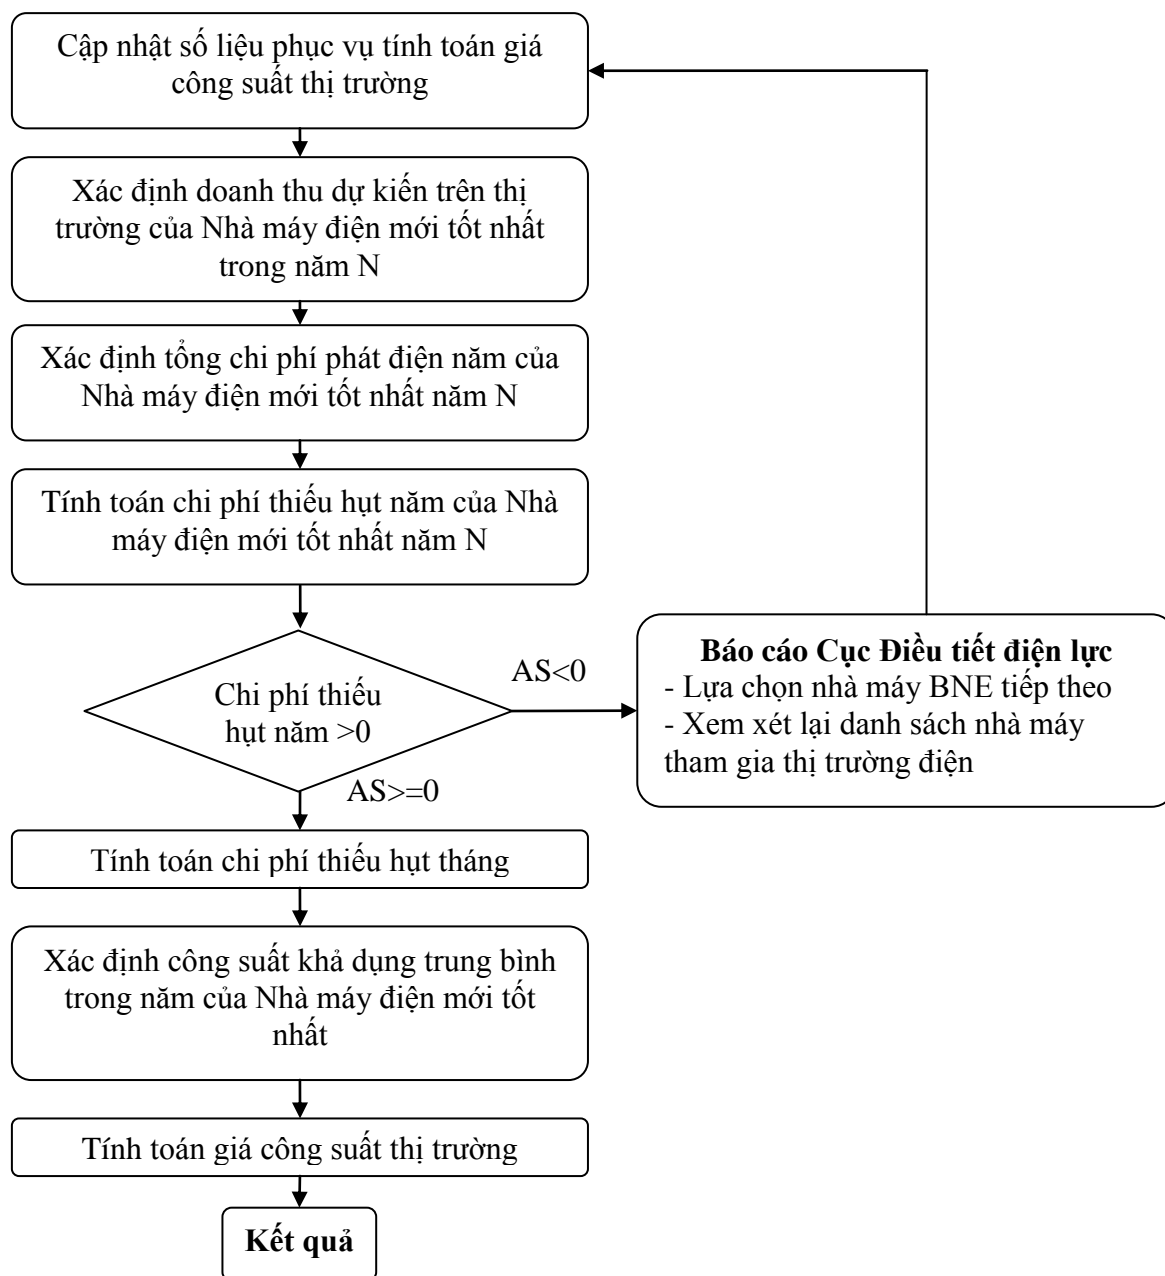 Cập nhật số liệu phục vụ tính toán giá
công suất thị trường
Xác định doanh thu dự kiến trên thị
trường của Nhà máy điện mới tốt nhất
trong năm N
Xác định tổng chi phí phát điện năm của
Nhà máy điện mới tốt nhất năm N
Tính toán chi phí thiếu hụt năm của Nhà
máy điện mới tốt nhất năm N
Chi phí thiếu
hụt năm >0
AS<0
Báo cáo Cục Điều tiết điện lực
- Lựa chọn nhà máy BNE tiếp theo
- Xem xét lại danh sách nhà máy
tham gia thị trường điện
AS>=0
Tính toán chi phí thiếu hụt tháng
Xác định công suất khả dụng trung bình
trong năm của Nhà máy điện mới tốt
nhất
Tính toán giá công suất thị trường
Kết quả